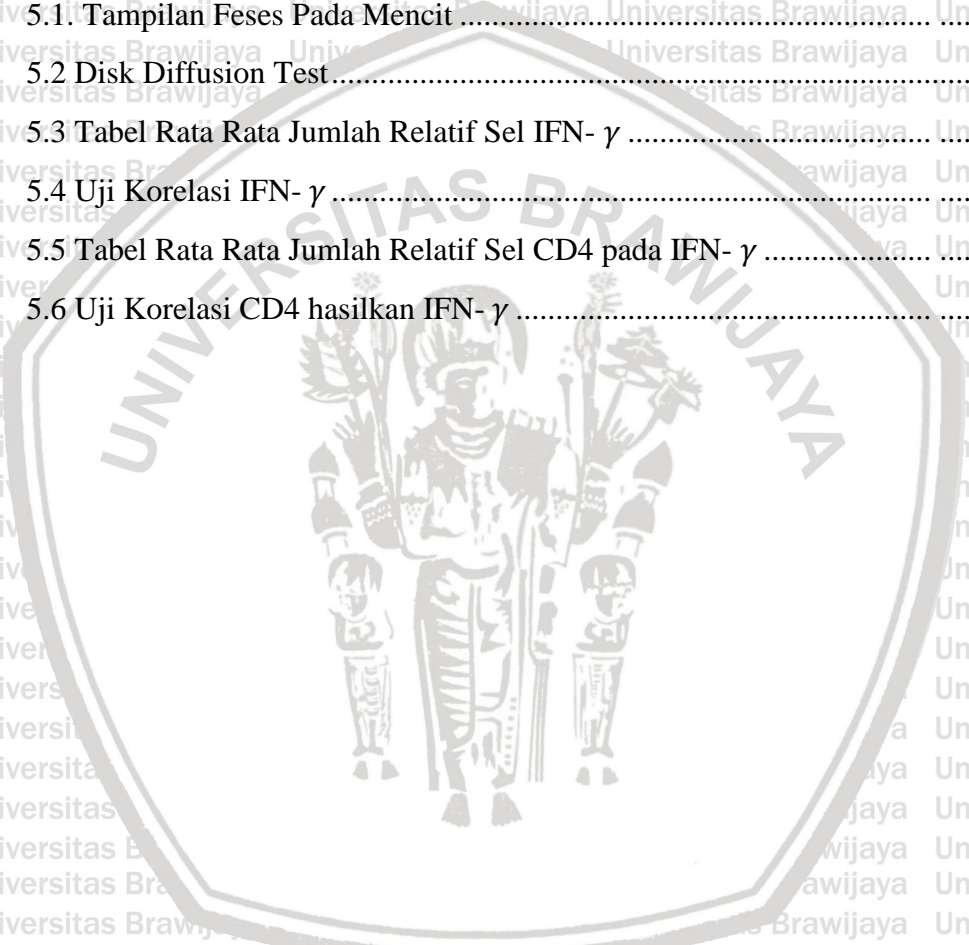 5.1. Tampilan Feses Pada Mencit ............................................................
5.2 Disk Diffusion Test ............................................................
5.3 Tabel Rata Rata Jumlah Relatif Sel IFN- γ ........................................
5.4 Uji Korelasi IFN- γ ............................................................
5.5 Tabel Rata Rata Jumlah Relatif Sel CD4 pada IFN- γ ......................
5.6 Uji Korelasi CD4 hasilkan IFN- γ ..................................................
UNIVERSITAS BRAWIJAYA